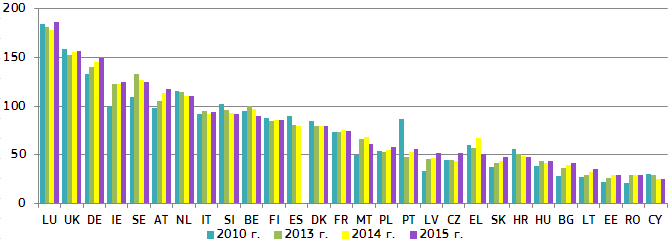 200
150
100
50
0
LU UK DE IE SE AT NL IT SI BE FI ES DK FR MT PL PT LV CZ EL SK HR HU BG LT EE RO CY
2010 г. 2013 г. 2014 г. 2015 г.